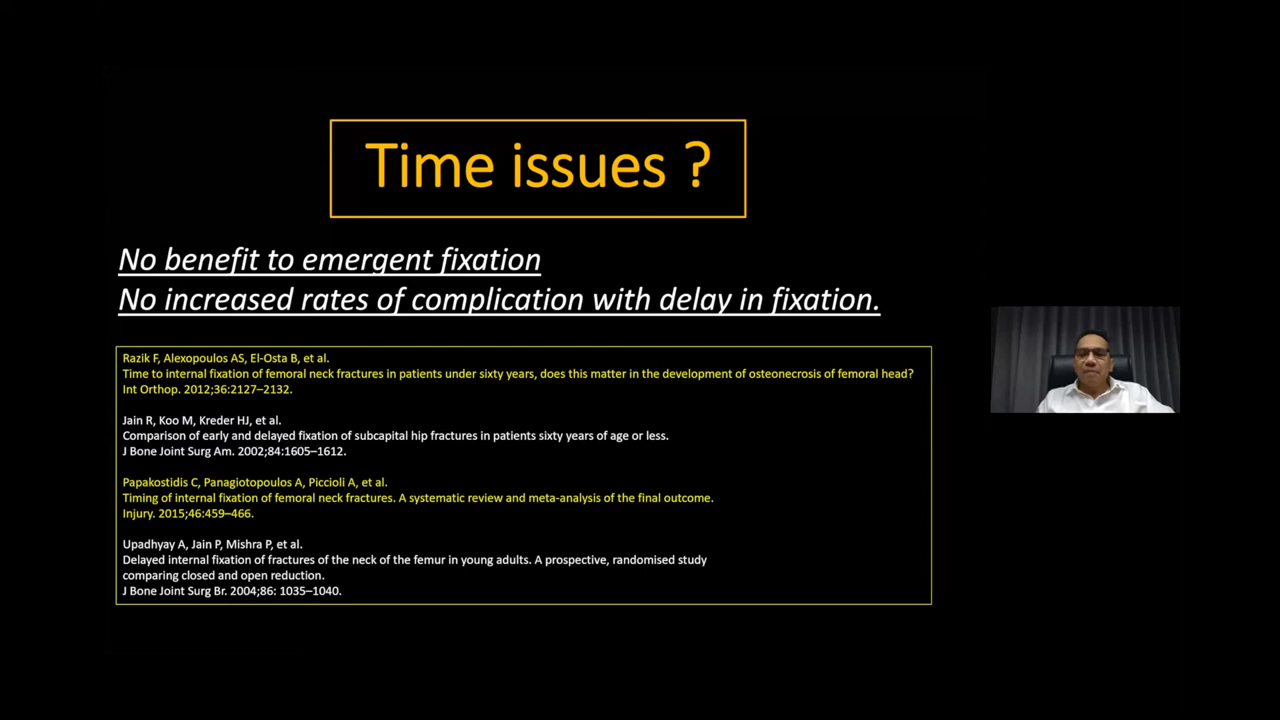 Time issues ?
No benefit to emergent fixation
No increased rates of complication with delay in fixation.
Razik F, Alexopoulos AS, El-Osta B, et al.
Time to internal fixation of femoral neck fractures in patients under sixty years, does this matter in the development of osteonecrosis of femoral head?
Int Orthop. 2012;36:2127–2132.
Jain R, Koo M, Kreder HJ, et al.
Comparison of early and delayed fixation of subcapital hip fractures in patients sixty years of age or less.
J Bone Joint Surg Am. 2002;84:1605–1612.
Papakostidis C, Panagiotopoulos A, Piccioli A, et al.
Timing of internal fixation of femoral neck fractures. A systematic review and meta-analysis of the final outcome.
Injury. 2015;46:459–466.
Upadhyay A, Jain P, Mishra P, et al.
Delayed internal fixation of fractures of the neck of the femur in young adults. A prospective, randomised study
comparing closed and open reduction.
J Bone Joint Surg Br. 2004;86: 1035–1040.